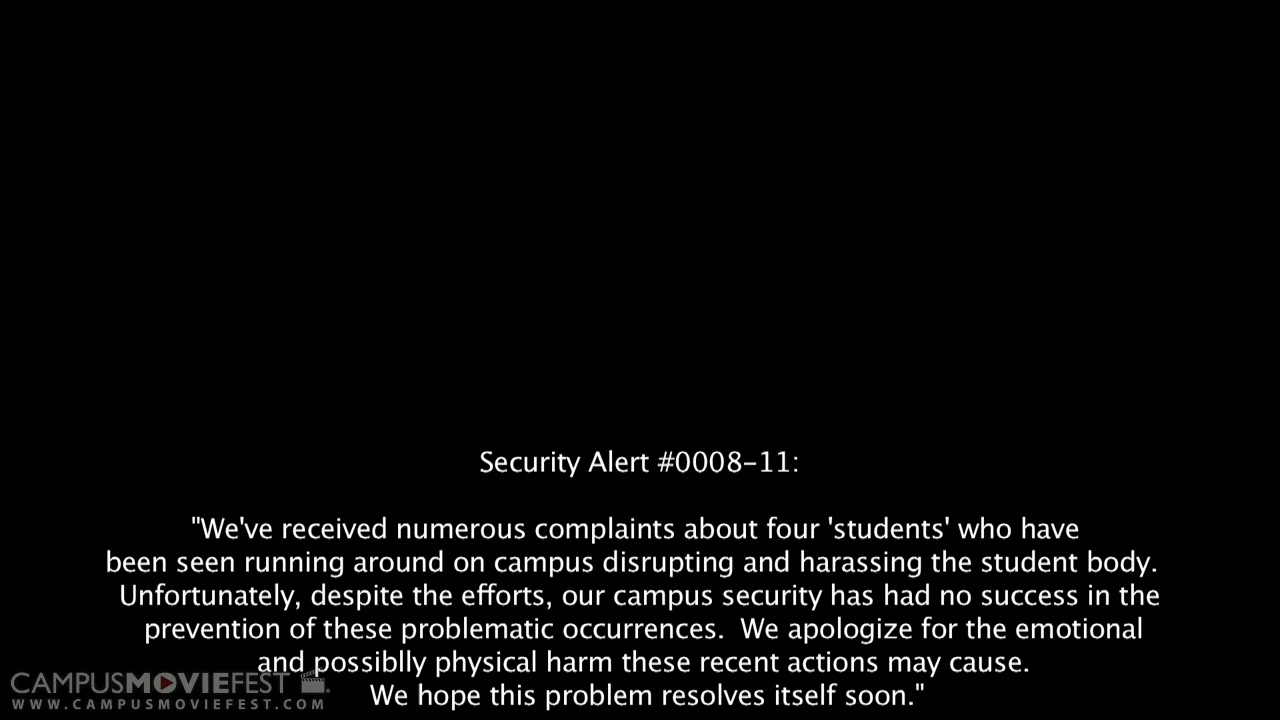 Security Alert #0008-11:
"We've received numerous complaints about four 'students' who have
been seen running around on campus disrupting and harassing the student body.
Unfortunately, despite the efforts, our campus security has had no success in the
prevention of these problematic occurrences.  We apologize for the emotional
and possiblly physical harm these recent actions may cause.
We hope this problem resolves itself soon."
CAMPUSMOVIEFEST
WWW.CAMPUSMOVIEFEST.COM